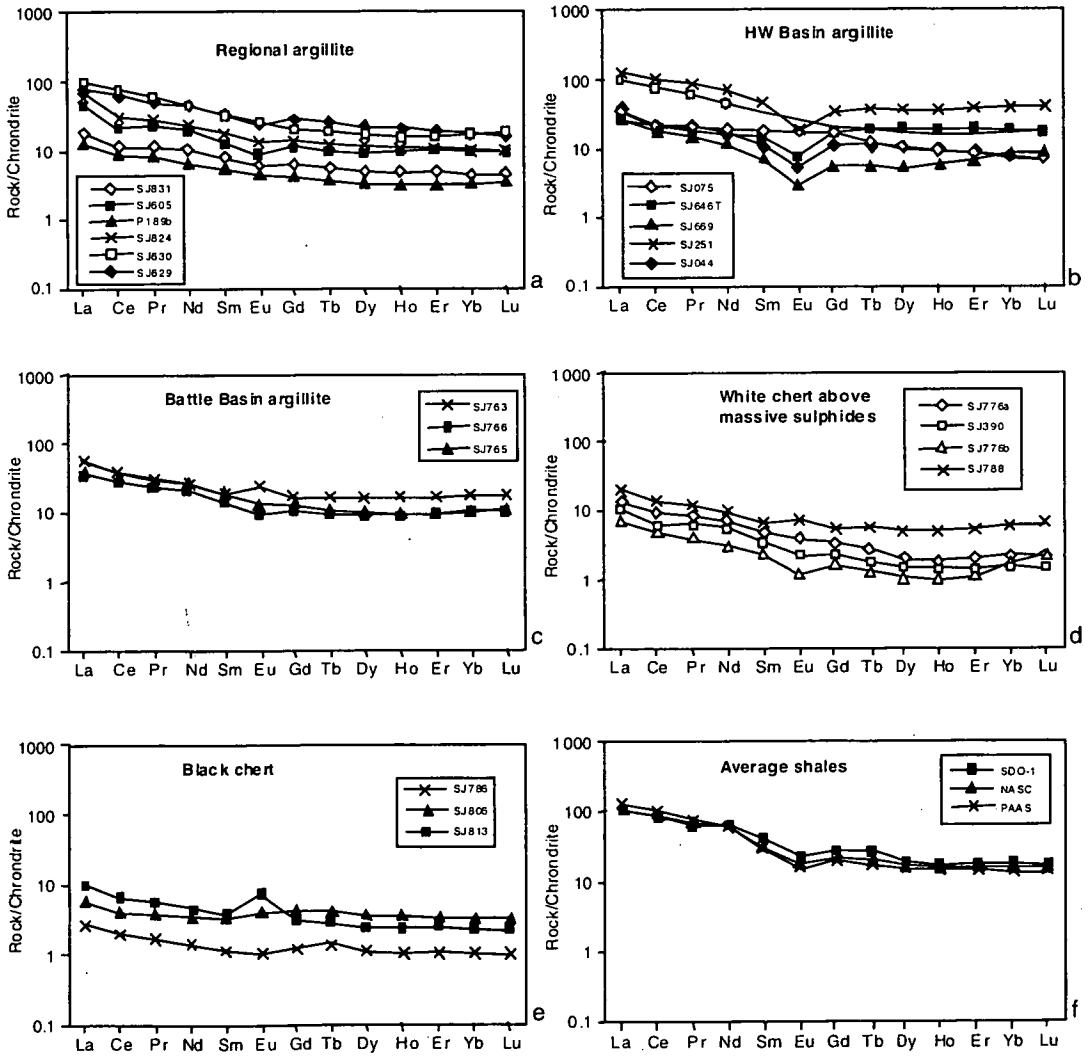 1000
100
10
1
0.1
Rock/Chrondrite
Regional argillite
SJ831
SJ605
P189b
SJ824
SJ630
SJ629
La Ce Pr Nd Sm Eu Gd Tb Dy Ho Er Yb Lu
a
1000
100
10
1
0.1
Rock/Chrondrite
HW Basin argillite
SJ075
SJ646T
SJ669
SJ251
SJ044
La Ce Pr Nd Sm Eu Gd Tb Dy Ho Er Yb Lu
b
1000
100
10
1
0.1
Rock/Chrondrite
Battle Basin argillite
SJ763
SJ766
SJ765
La Ce Pr Nd Sm Eu Gd Tb Dy Ho Er Yb Lu
c
1000
100
10
1
0.1
Rock/Chrondrite
White chert above
massive sulphides
SJ776a
SJ390
SJ776b
SJ788
La Ce Pr Nd Sm Eu Gd Tb Dy Ho Er Yb Lu
d
1000
100
10
1
0.1
Rock/Chrondrite
Black chert
SJ786
SJ805
SJ813
La Ce Pr Nd Sm Eu Gd Tb Dy Ho Er Yb Lu
e
1000
100
10
1
0.1
Rock/Chrondrite
Average shales
SDO-1
NASC
PAAS
La Ce Pr Nd Sm Eu Gd Tb Dy Ho Er Yb Lu
f